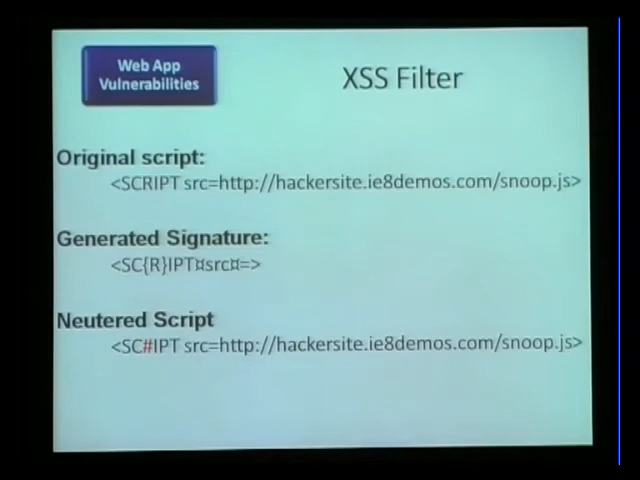 Web App
Vulnerabilities
XSS Filter
Original script:
<SCRIPT src=http://hackersite.ie8demos.com/snoop.js>
Generated Signature:
<SC{R}IPT¤src¤=>
Neutered Script
<SC#IPT src=http://hackersite.ie8demos.com/snoop.js>